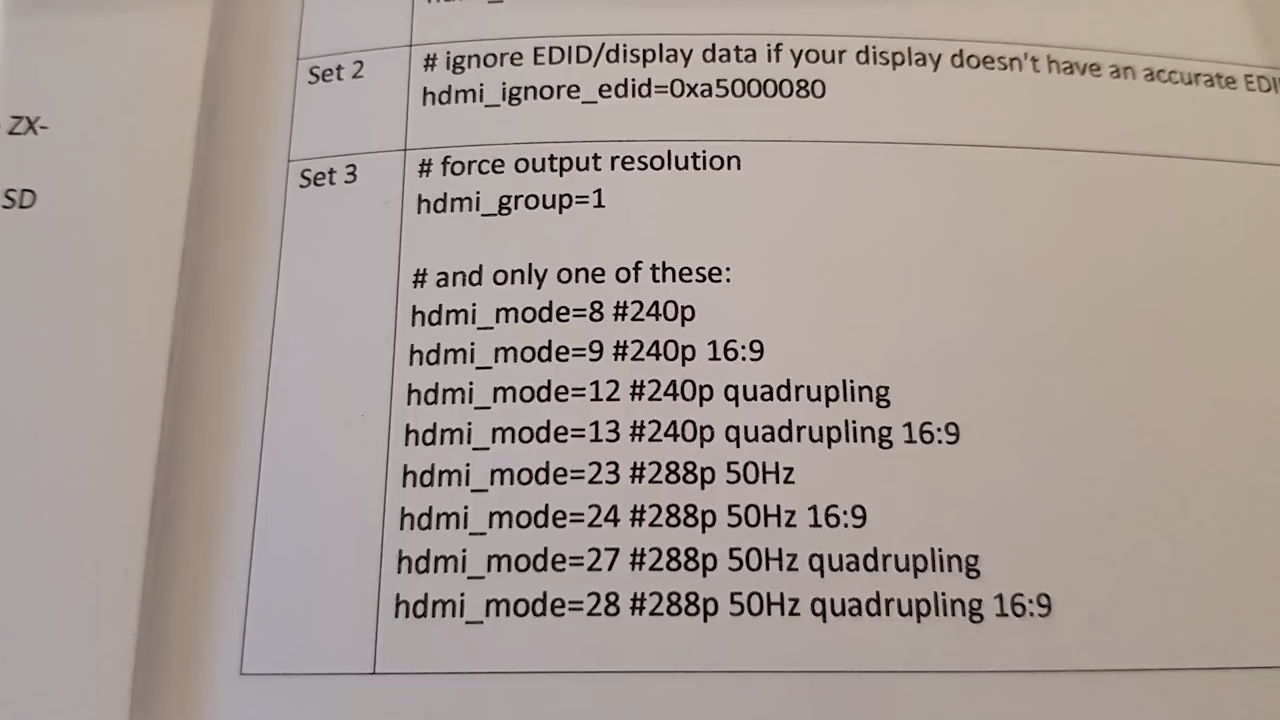 Set 2
# ignore EDID/display data if your display doesn't have an accurate
hdmi_ignore_edid=0xa5000080
ZX-
SD
Set 3
# force output resolution
hdmi_group=1
# and only one of these:
hdmi_mode=8 #240p
hdmi_mode=9 #240p 16:9
hdmi_mode=12 #240p quadrupling
hdmi_mode=13 #240p quadrupling 16:9
hdmi_mode=23 #288p 50Hz
hdmi_mode=24 #288p 50Hz 16:9
hdmi_mode=27 #288p 50Hz quadrupling
hdmi_mode=28 #288p 50Hz quadrupling 16:9